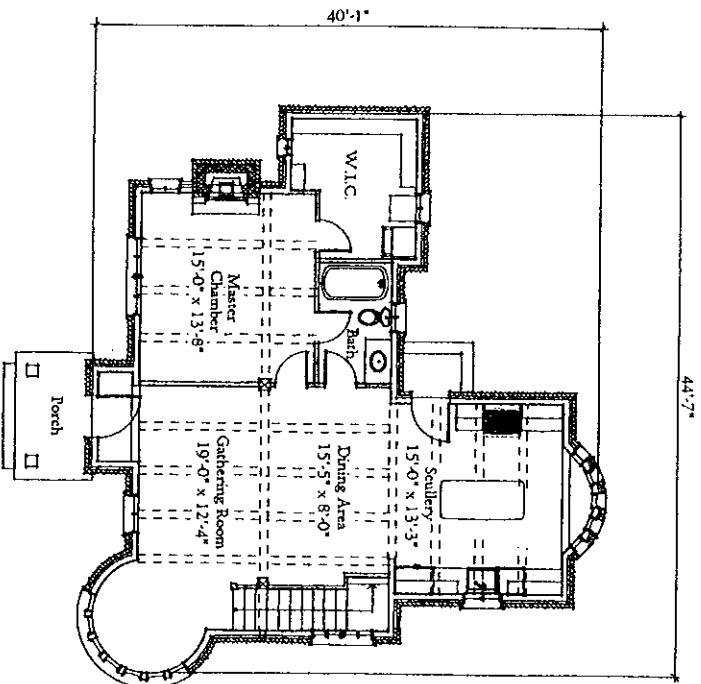 40'-1"
44'-7"
W.I.C.
Master
Chamber
15'-0" x 13'-8"
Bath
Scullery
15'-0" x 13'-3"
Dining Area
15'-5" x 8'-0"
Gathering Room
19'-0" x 12'-4"
Porch